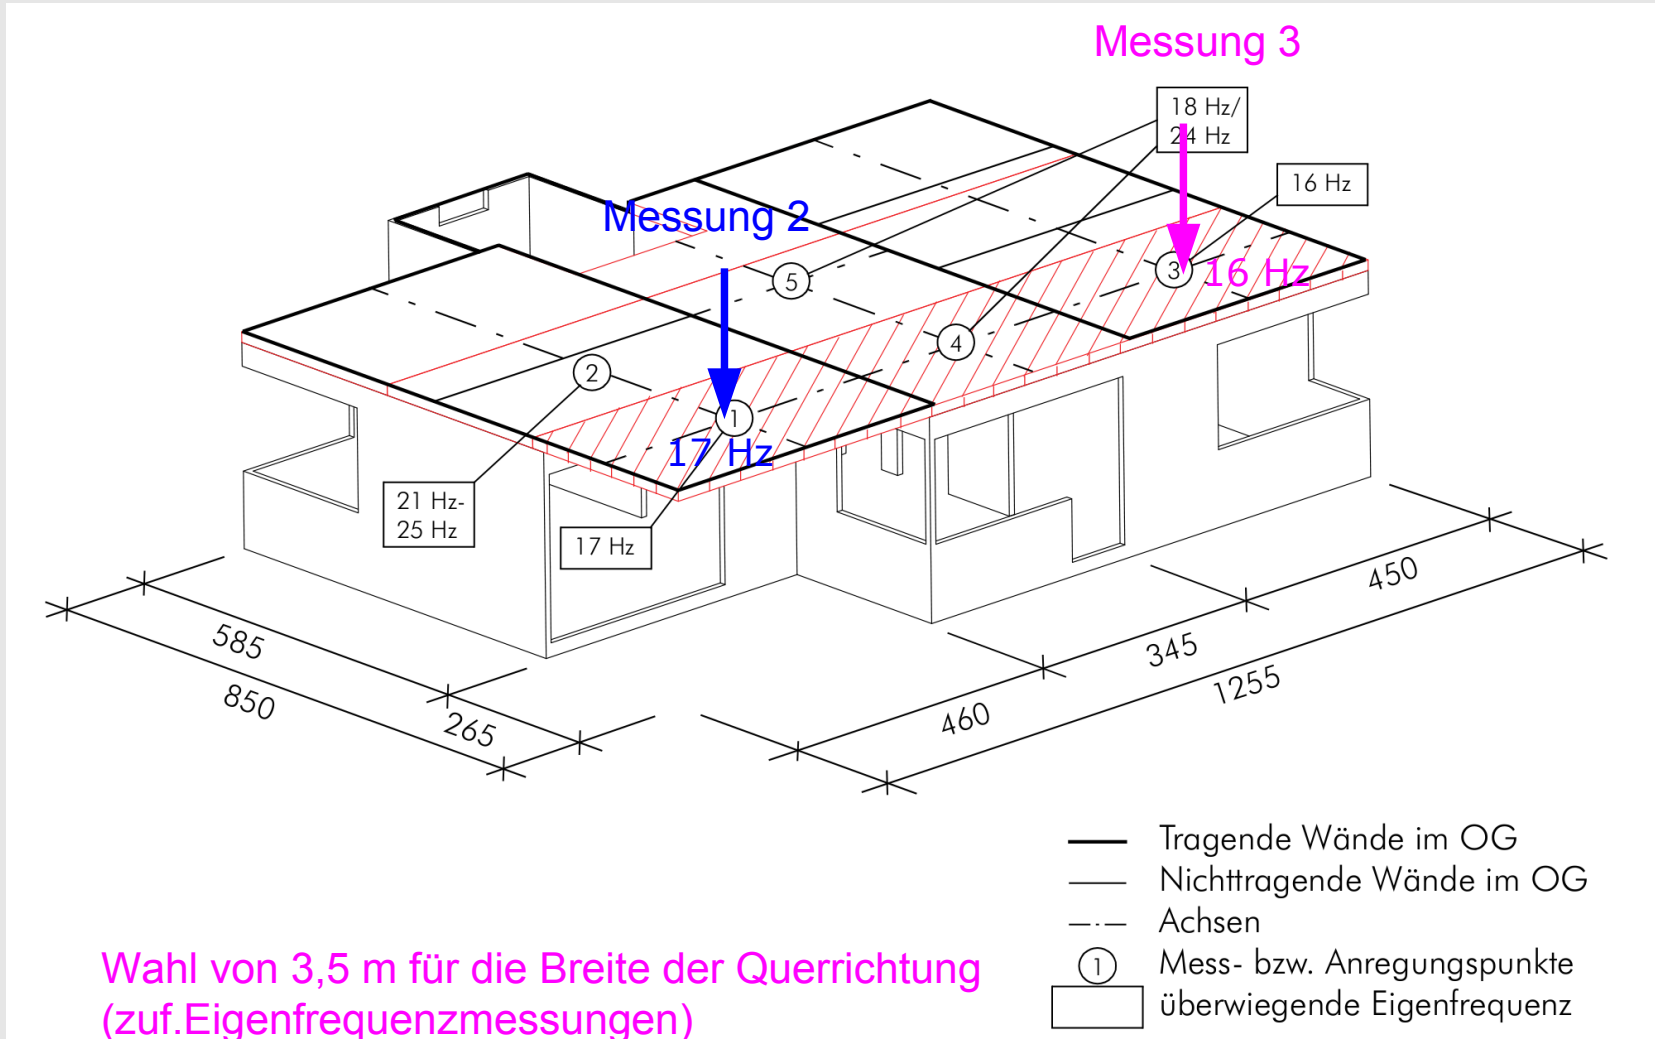 Messung 3
18 Hz/
24 Hz
16 Hz
Messung 2
5
3
16 Hz
4
2
1
17 Hz
21 Hz-
25 Hz
17 Hz
450
585
345
1255
850
265
460
Tragende Wände im OG
Nichttragende Wände im OG
Achsen
1 Mess- bzw. Anregungspunkte
überwiegende Eigenfrequenz
Wahl von 3,5 m für die Breite der Querrichtung
(zuf.Eigenfrequenzmessungen)